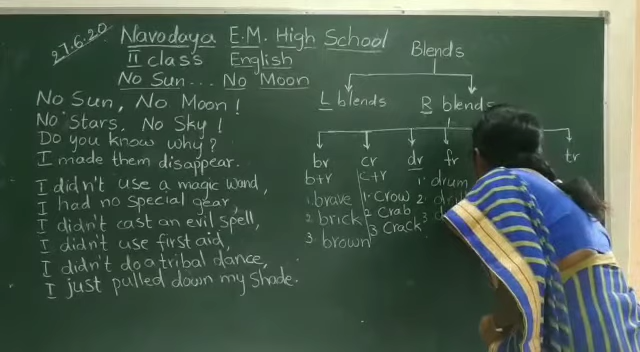 27.6.20
Navodaya E.M. High School
II class English
No Sun... No Moon
No Sun, No Moon!
No Stars, No Sky!
Do you know why?
I made them disappear.
I didn't use a magic wand,
I had no special gear,
I didn't cast an evil spell,
I didn't use first aid,
I didn't do a tribal dance,
I just pulled down my Shade.
Blends
L blends R blends
br cr dr fr tr
b+r c+r
1. brave 1. Crow 1. drum
2 brick 2 Crab 2.
3 brown 3 Crack 3